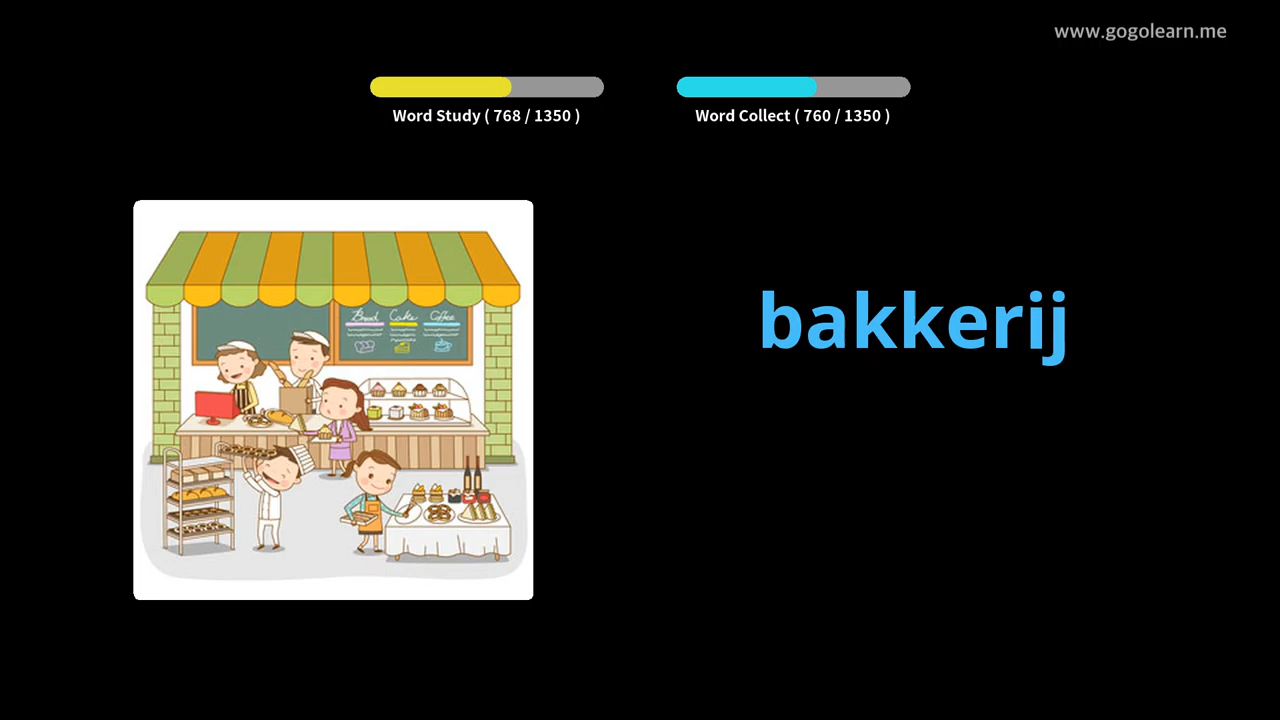 www.gogolearn.me
Word Study ( 768 / 1350 )
Word Collect ( 760 / 1350 )
Bread Cake Coffee
bakkerij